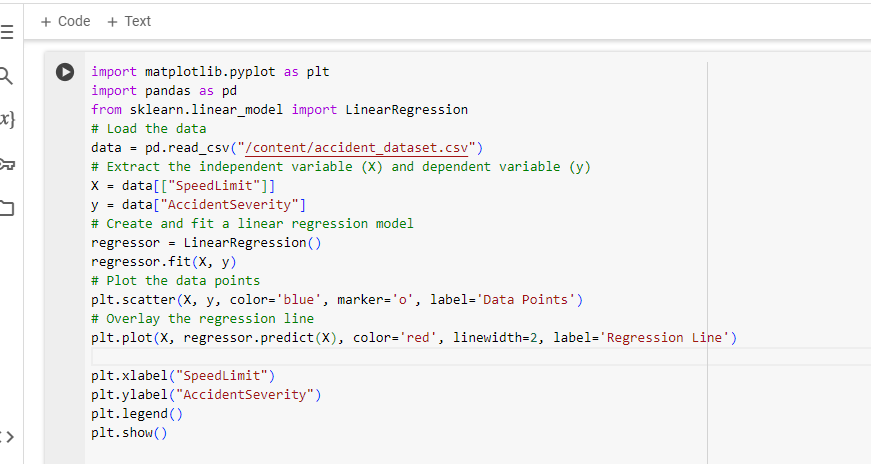 + Code + Text
import matplotlib.pyplot as plt
import pandas as pd
from sklearn.linear_model import LinearRegression
# Load the data
data = pd.read_csv("/content/accident_dataset.csv")
# Extract the independent variable (X) and dependent variable (y)
X = data[["SpeedLimit"]]
y = data["AccidentSeverity"]
# Create and fit a linear regression model
regressor = LinearRegression()
regressor.fit(X, y)
# Plot the data points
plt.scatter(X, y, color='blue', marker='o', label='Data Points')
# Overlay the regression line
plt.plot(X, regressor.predict(X), color='red', linewidth=2, label='Regression Line')
plt.xlabel("SpeedLimit")
plt.ylabel("AccidentSeverity")
plt.legend()
plt.show()